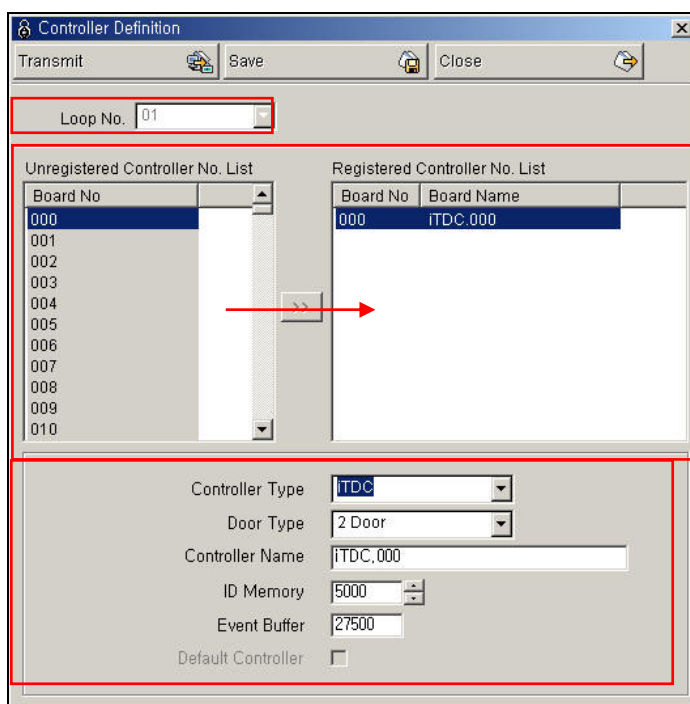 Controller Definition
Transmit Save Close
Loop No. 01
Unregistered Controller No. List Registered Controller No. List
Board No Board No Board Name
000 000 iTDC.000
001
002
003
004
>>
005
006
007
008
009
010
Controller Type iTDC
Door Type 2 Door
Controller Name iTDC,000
ID Memory 5000
Event Buffer 27500
Default Controller